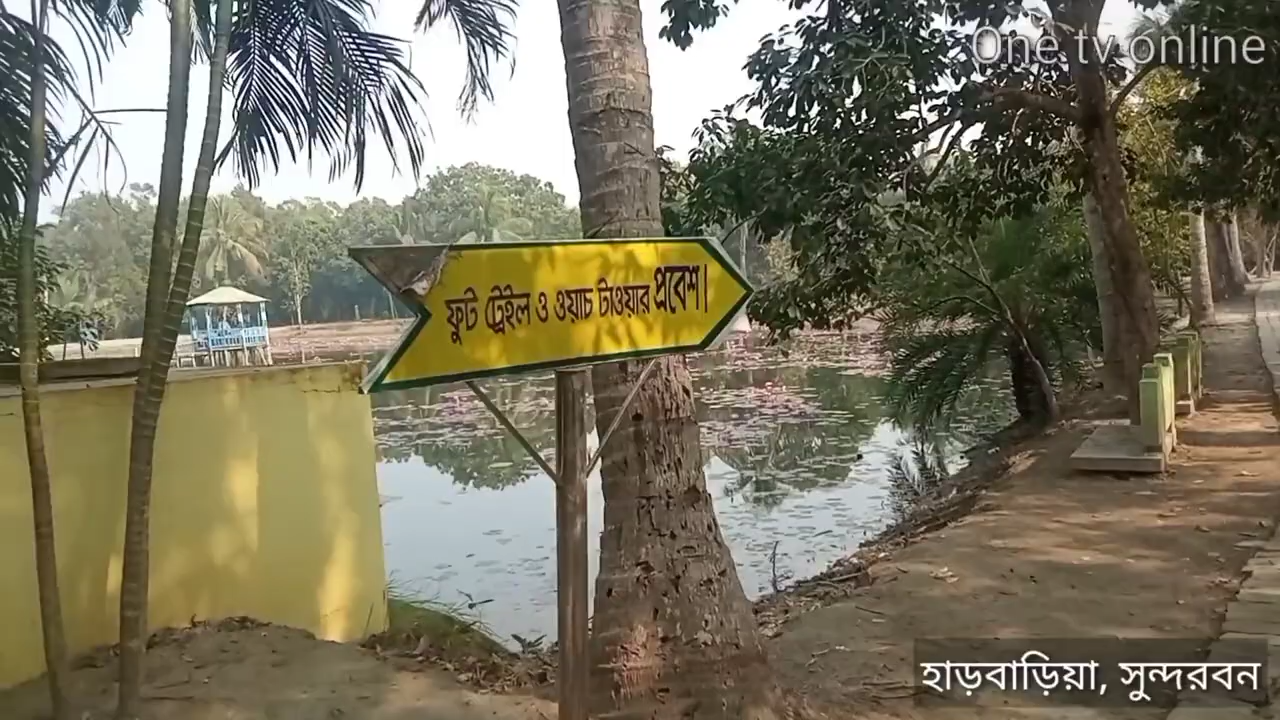 One tv online
ফুট ট্রেইল ও ওয়াচ টাওয়ার প্রবেশ।
হাড়বাড়িয়া, সুন্দরবন